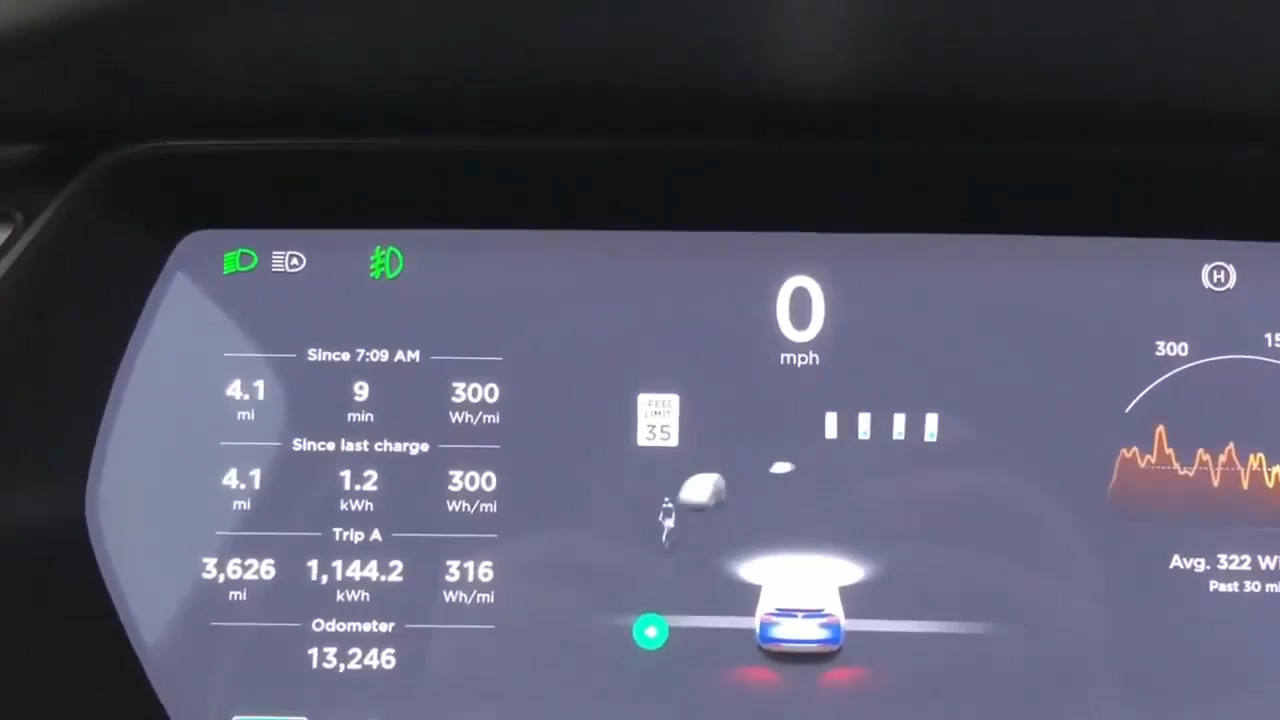 A
0
mph
H
Since 7:09 AM
4.1 9 300
mi min Wh/mi
Since last charge
4.1 1.2 300
mi kWh Wh/mi
Trip A
3,626 1,144.2 316
mi kWh Wh/mi
Odometer
13,246
SPEED
LIMIT
35
300 15
Avg. 322 W
Past 30 mi